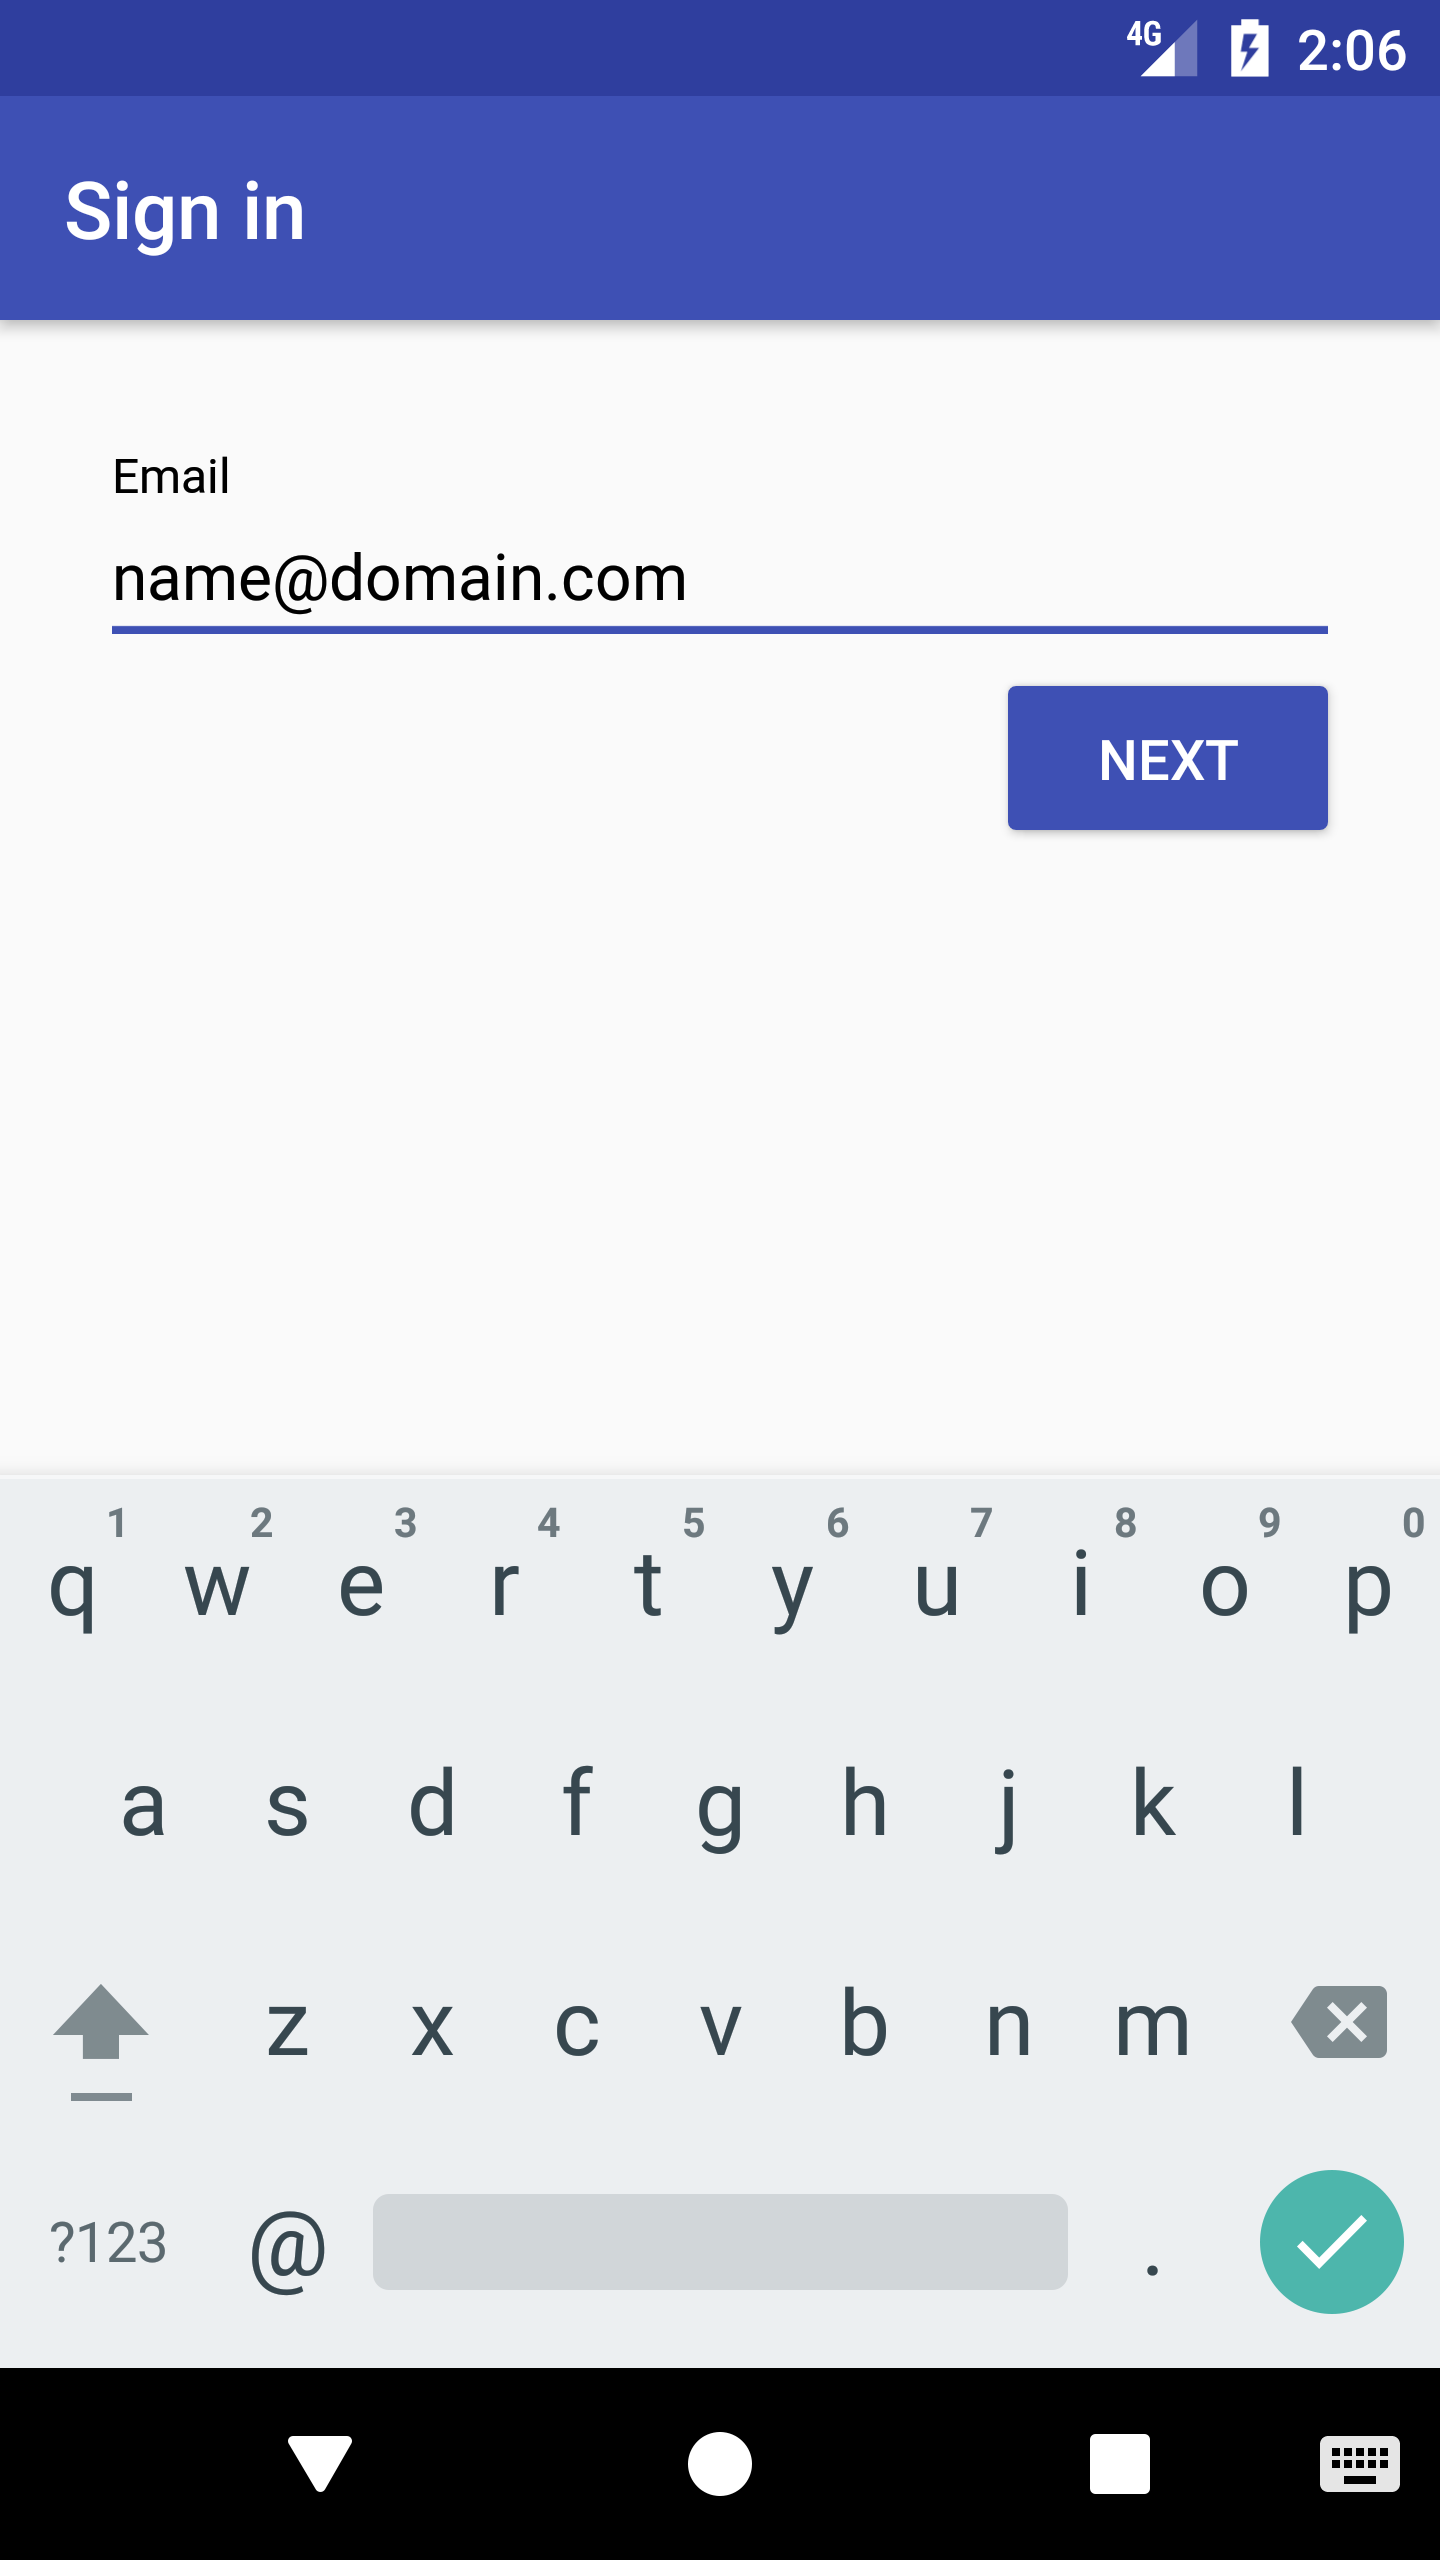 4G 2:06
Sign in
Email
name@domain.com
NEXT
1 2 3 4 5 6 7 8 9 0
q w e r t y u i o p
a s d f g h j k l
z x c v b n m
?123 @ .